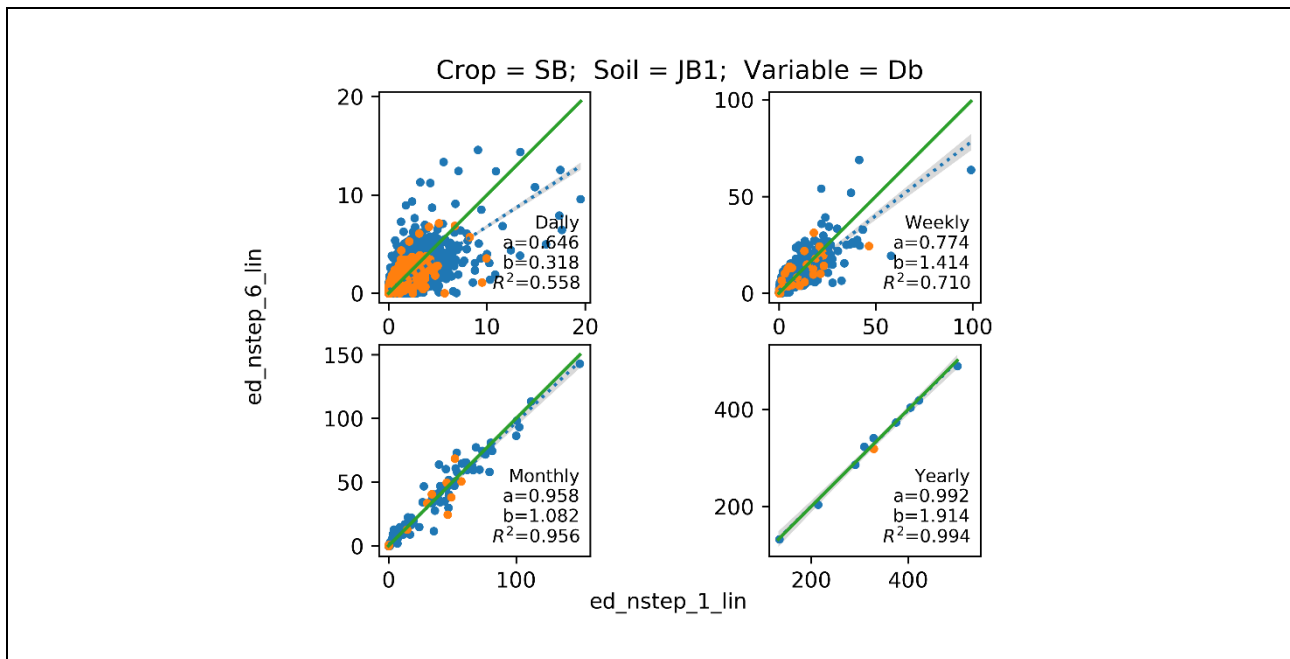 Crop = SB;  Soil = JB1;  Variable = Db
20
10
0
0
10
20
Daily
a=0.646
b=0.318
R²=0.558
100
50
0
0
50
100
Weekly
a=0.774
b=1.414
R²=0.710
150
100
50
0
0
100
Monthly
a=0.958
b=1.082
R²=0.956
400
200
200
400
Yearly
a=0.992
b=1.914
R²=0.994
ed_nstep_6_lin
ed_nstep_1_lin